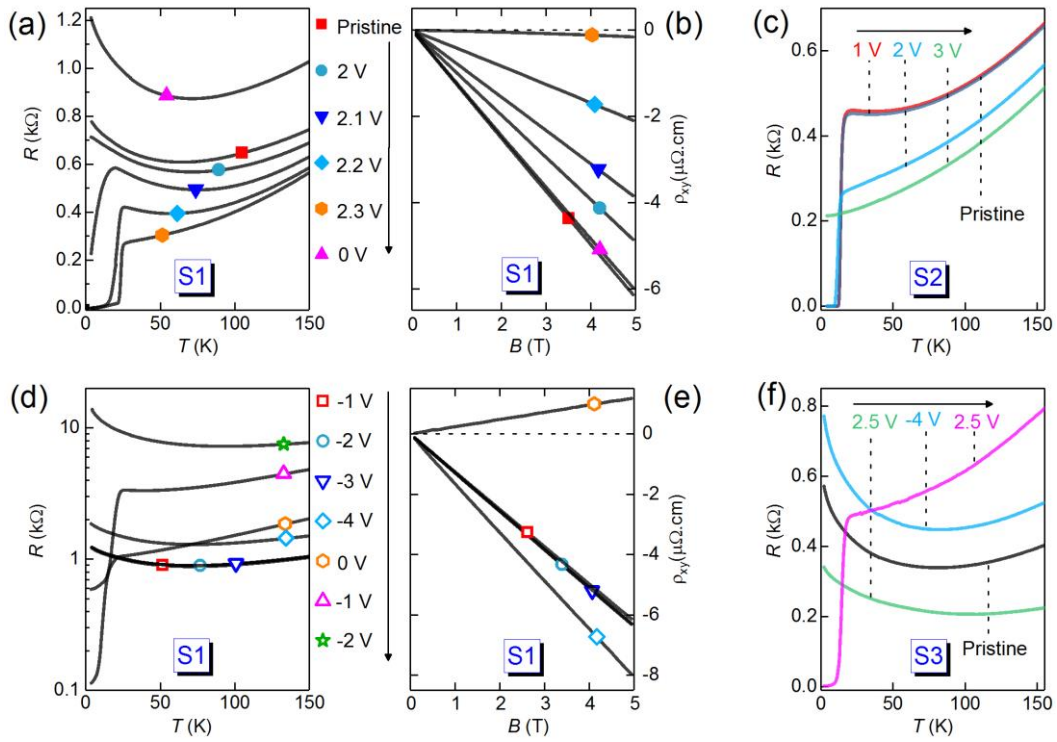 (a)
1.2
1.0
0.8
0.6
0.4
0.2
0.0
R (kΩ)
0 50 100 150
T (K)
S1
Pristine
2 V
2.1 V
2.2 V
2.3 V
0 V
(b)
0
-2
-4
-6
ρxy(μΩ.cm)
0 1 2 3 4 5
B (T)
S1
(c)
1 V 2 V 3 V
0.6
0.4
0.2
0.0
R (kΩ)
Pristine
S2
0 50 100 150
T (K)
(d)
10
1
0.1
R (kΩ)
0 50 100 150
T (K)
S1
-1 V
-2 V
-3 V
-4 V
0 V
-1 V
-2 V
(e)
0
-2
-4
-6
-8
ρxy(μΩ.cm)
0 1 2 3 4 5
B (T)
S1
(f)
2.5 V -4 V 2.5 V
0.8
0.6
0.4
0.2
0.0
R (kΩ)
Pristine
S3
0 50 100 150
T (K)